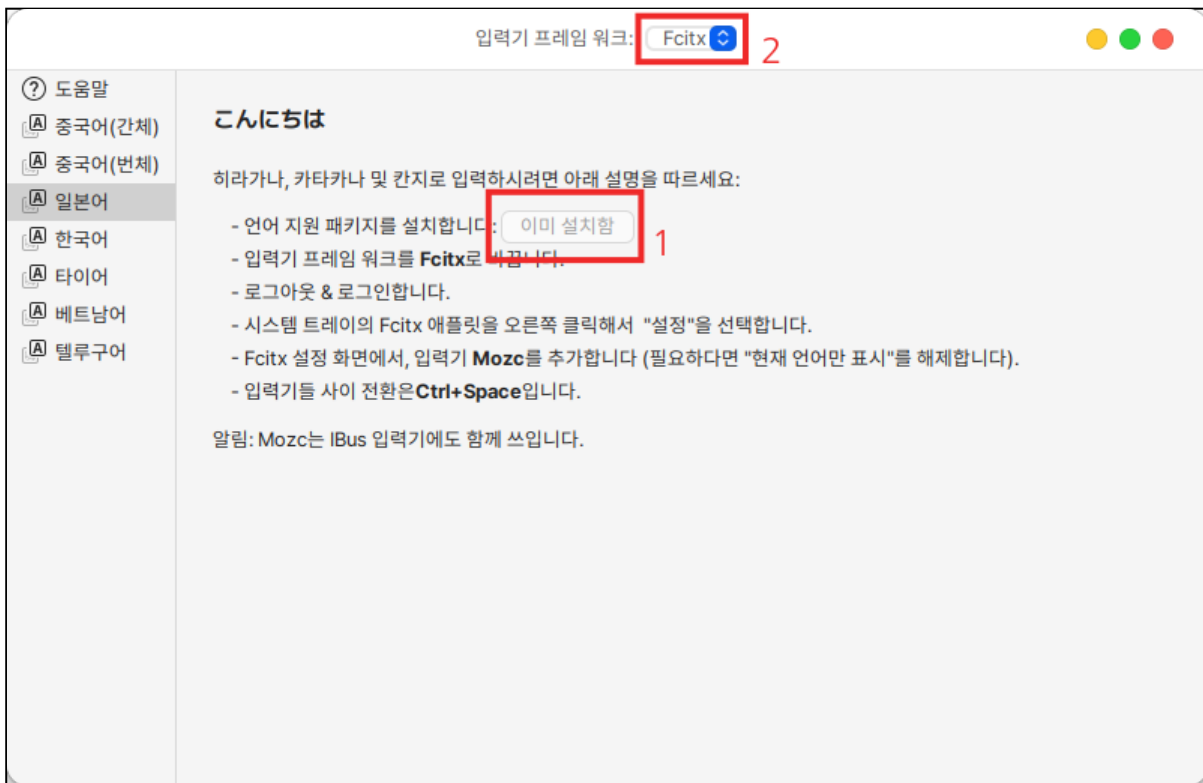 입력기 프레임 워크: Fcitx 2
도움말
중국어(간체)
중국어(번체)
일본어
한국어
타이어
베트남어
텔루구어
こんにちは
히라가나, 카타카나 및 칸지로 입력하시려면 아래 설명을 따르세요:
- 언어 지원 패키지를 설치합니다: 이미 설치함 1
- 입력기 프레임 워크를 Fcitx로 바꿉니다.
- 로그아웃 & 로그인합니다.
- 시스템 트레이의 Fcitx 애플릿을 오른쪽 클릭해서 "설정"을 선택합니다.
- Fcitx 설정 화면에서, 입력기 Mozc를 추가합니다 (필요하다면 "현재 언어만 표시"를 해제합니다).
- 입력기들 사이 전환은Ctrl+Space입니다.
알림: Mozc는 IBus 입력기에도 함께 쓰입니다.